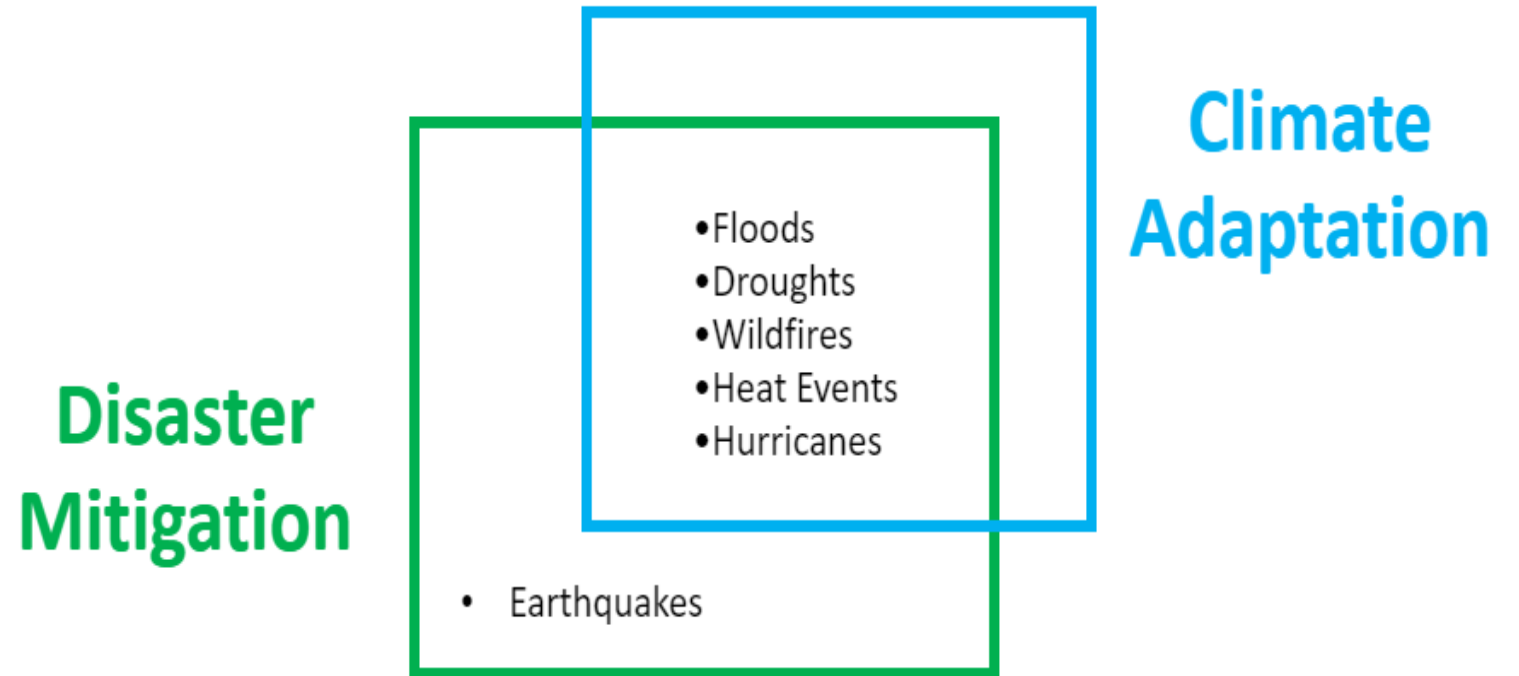 Climate
Adaptation
•Floods
•Droughts
•Wildfires
•Heat Events
•Hurricanes
Disaster
Mitigation
• Earthquakes